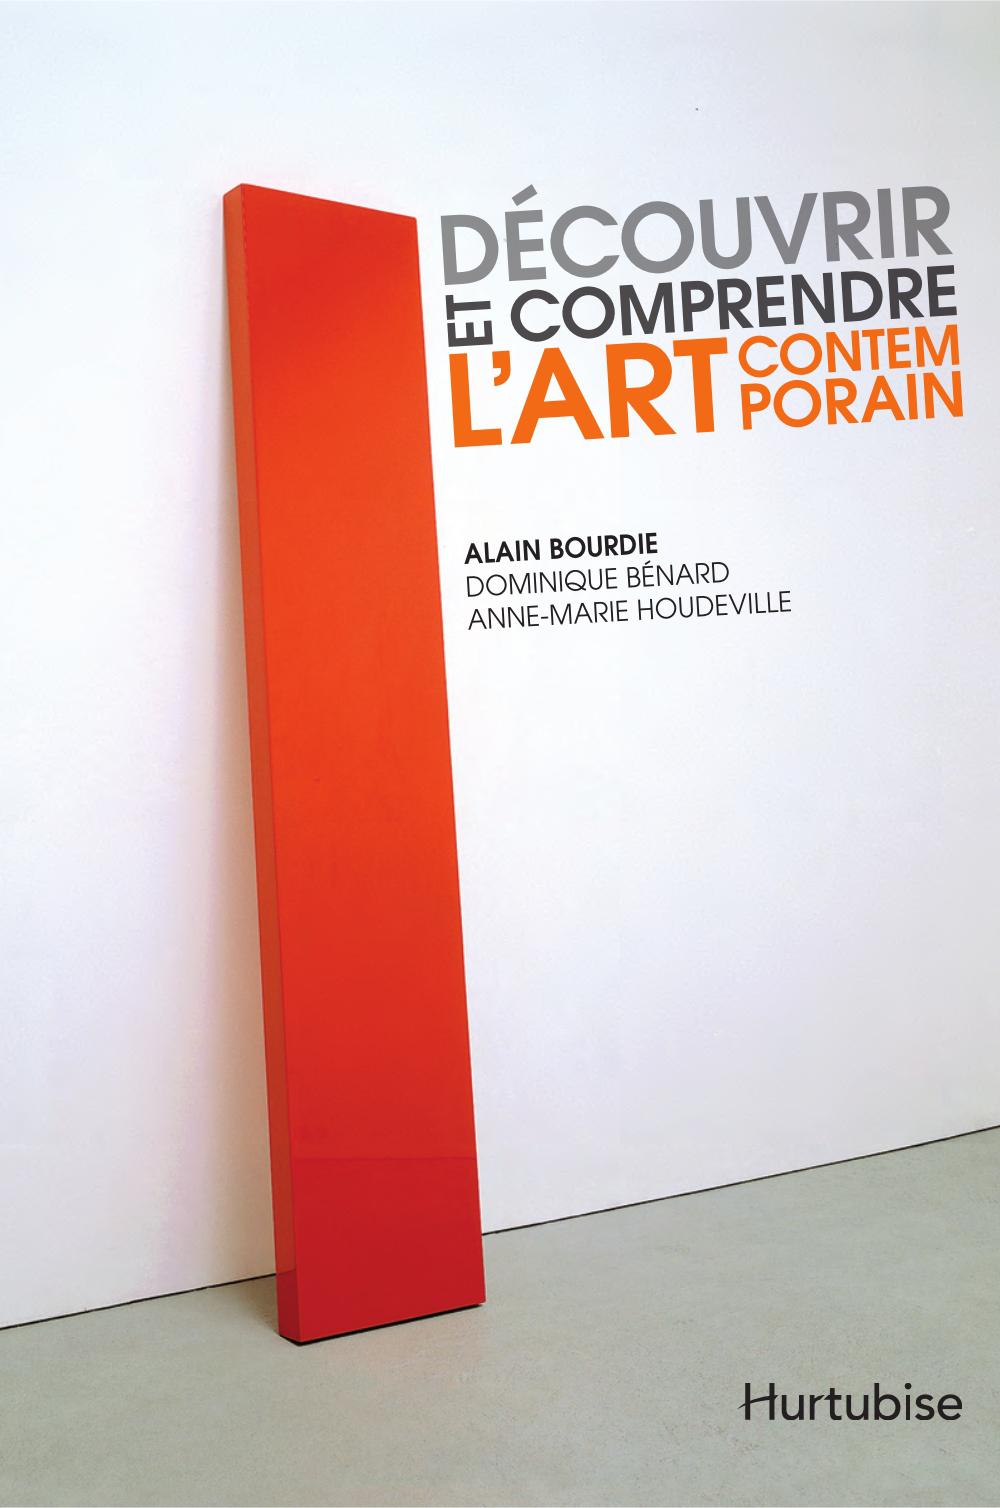 DÉCOUVRIR
ET COMPRENDRE
L'ART CONTEM
PORAIN
ALAIN BOURDIE
DOMINIQUE BÉNARD
ANNE-MARIE HOUDEVILLE
Hurtubise